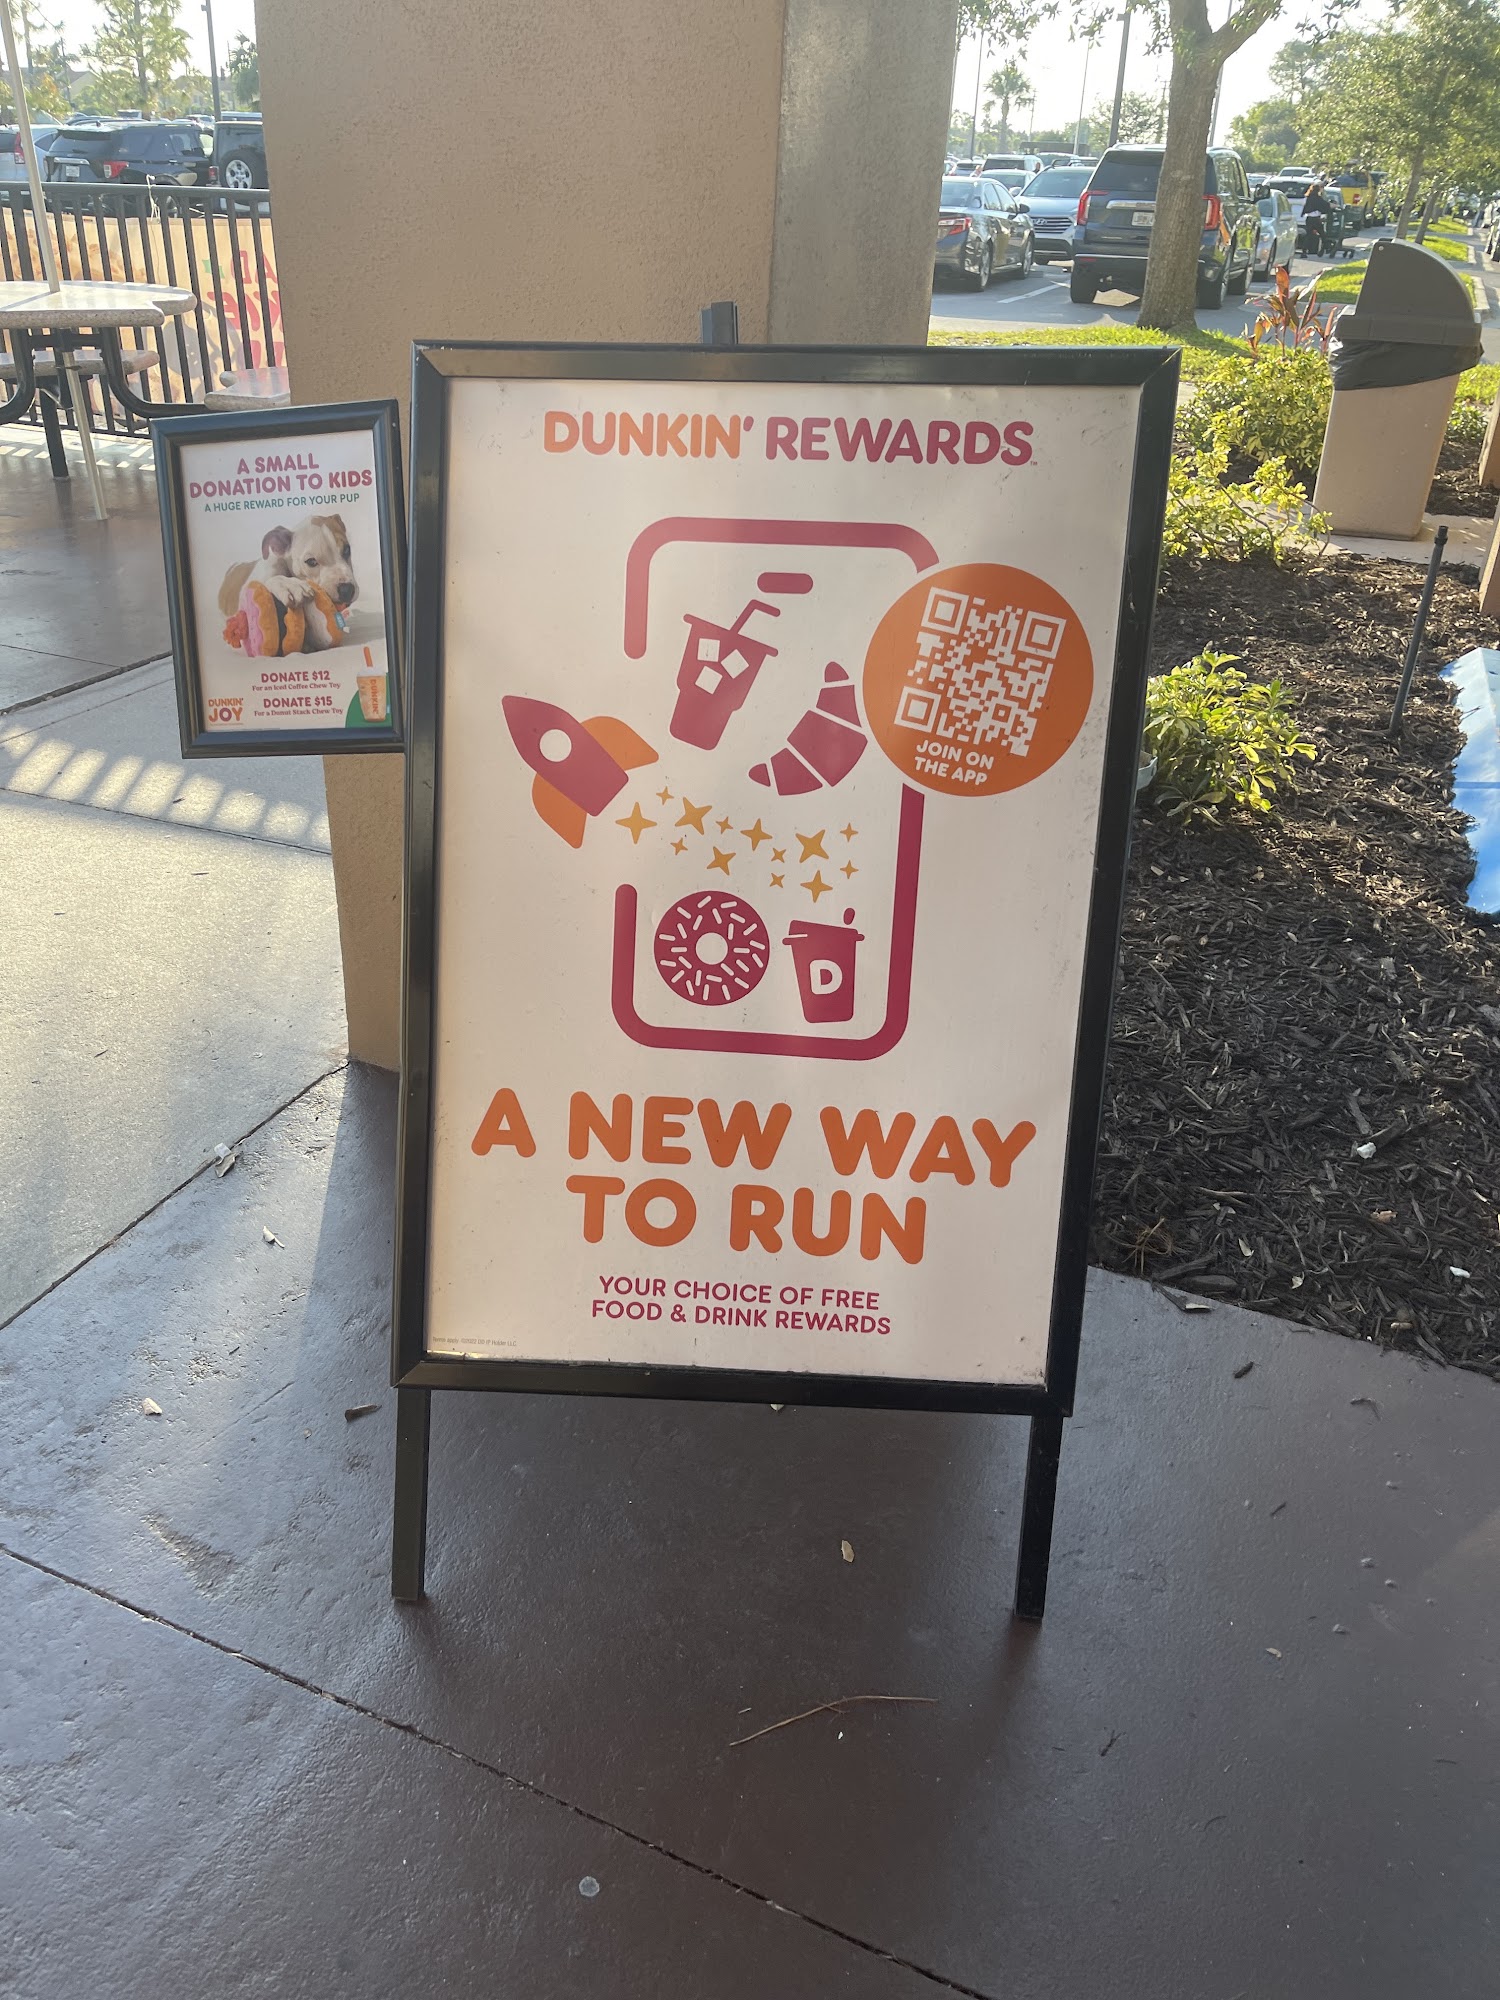 A SMALL
DONATION TO KIDS
A HUGE REWARD FOR YOUR PUP
DONATE $12
For an Iced Coffee Chew Toy
DONATE $15
For a Donut Stack Chew Toy
DUNKIN'
JOY
DUNKIN'
DUNKIN' REWARDS™
JOIN ON
THE APP
D
A NEW WAY
TO RUN
YOUR CHOICE OF FREE
FOOD & DRINK REWARDS